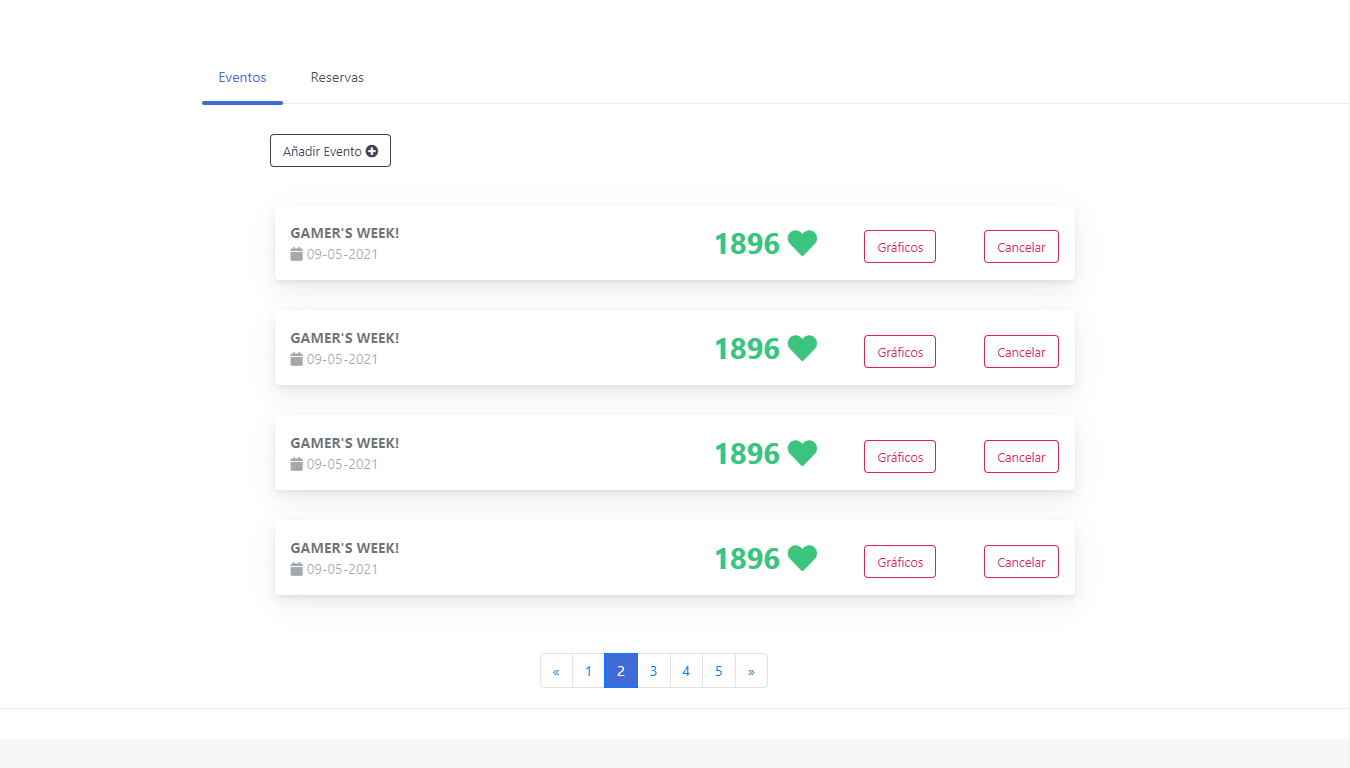 Eventos Reservas
Añadir Evento
GAMER'S WEEK!
09-05-2021
1896 Gráficos Cancelar
GAMER'S WEEK!
09-05-2021
1896 Gráficos Cancelar
GAMER'S WEEK!
09-05-2021
1896 Gráficos Cancelar
GAMER'S WEEK!
09-05-2021
1896 Gráficos Cancelar
« 1 2 3 4 5 »